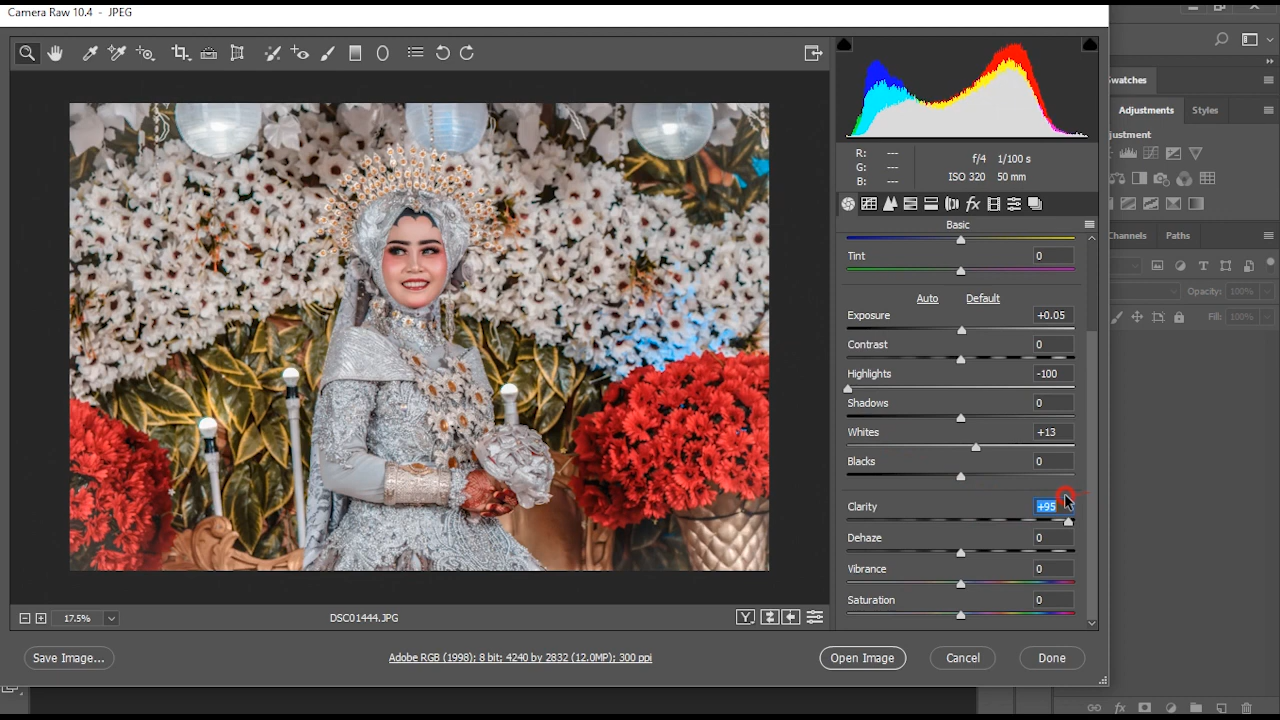 Camera Raw 10.4 - JPEG
R: ---
G: ---
B: ---
f/4 1/100 s
ISO 320 50 mm
fx
Basic
Tint 0
Auto Default
Exposure +0.05
Contrast 0
Highlights -100
Shadows 0
Whites +13
Blacks 0
Clarity +95
Dehaze 0
Vibrance 0
Saturation 0
17.5%
DSC01444.JPG
Y
Save Image...
Adobe RGB (1998); 8 bit; 4240 by 2832 (12.0MP); 300 ppi
Open Image
Cancel
Done
watches
Adjustments
Styles
justment
hannels
Paths
T
Opacity: 100%
Fill: 100%
fx